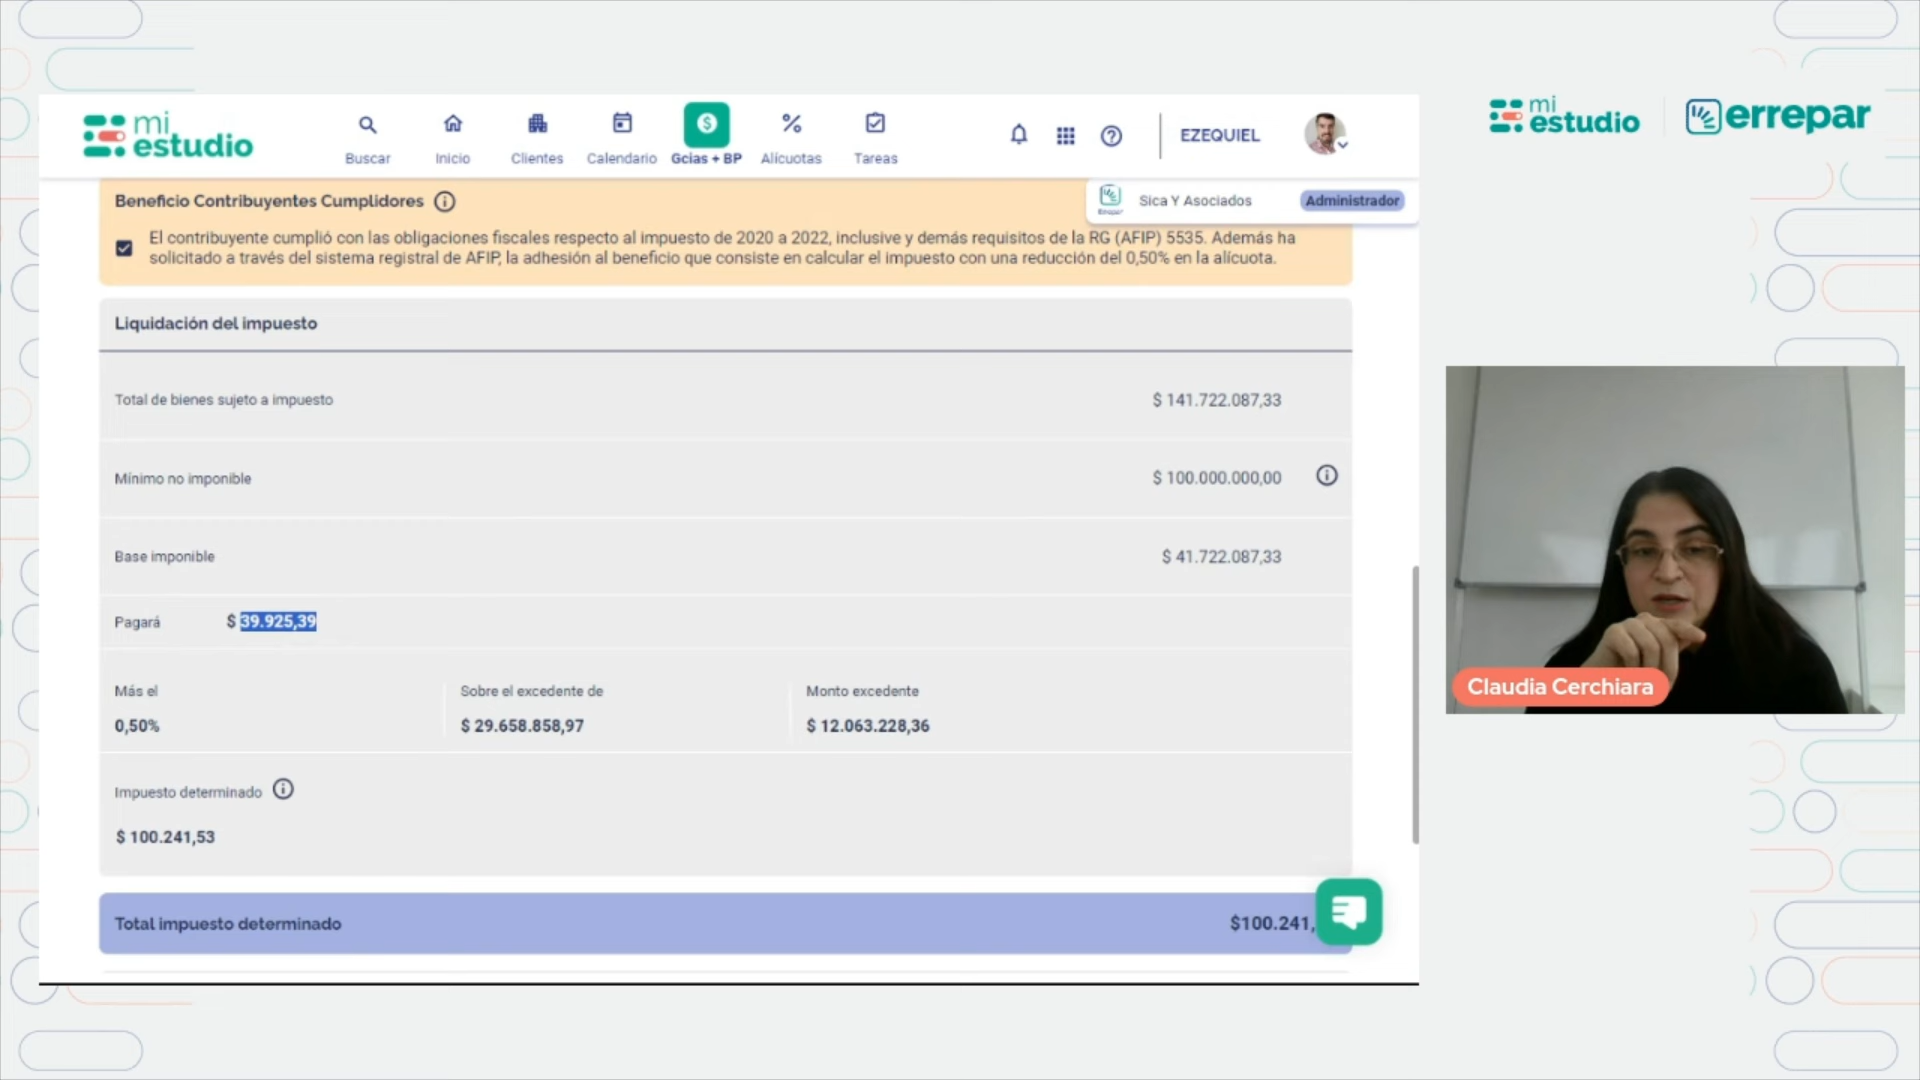 mi estudio
Buscar
Inicio
Clientes
Calendario
Gcias + BP
Alícuotas
Tareas
EZEQUIEL
mi estudio
errepar
Sica Y Asociados
Administrador
Beneficio Contribuyentes Cumplidores
El contribuyente cumplió con las obligaciones fiscales respecto al impuesto de 2020 a 2022, inclusive y demás requisitos de la RG (AFIP) 5535. Además ha
solicitado a través del sistema registral de AFIP, la adhesión al beneficio que consiste en calcular el impuesto con una reducción del 0,50% en la alícuota.
Liquidación del impuesto
Total de bienes sujeto a impuesto $ 141.722.087,33
Mínimo no imponible $ 100.000.000,00
Base imponible $ 41.722.087,33
Pagará $ 39.925,39
Más el Sobre el excedente de Monto excedente
0,50% $ 29.658.858,97 $ 12.063.228,36
Impuesto determinado
$ 100.241,53
Total impuesto determinado $100.241,
Claudia Cerchiara